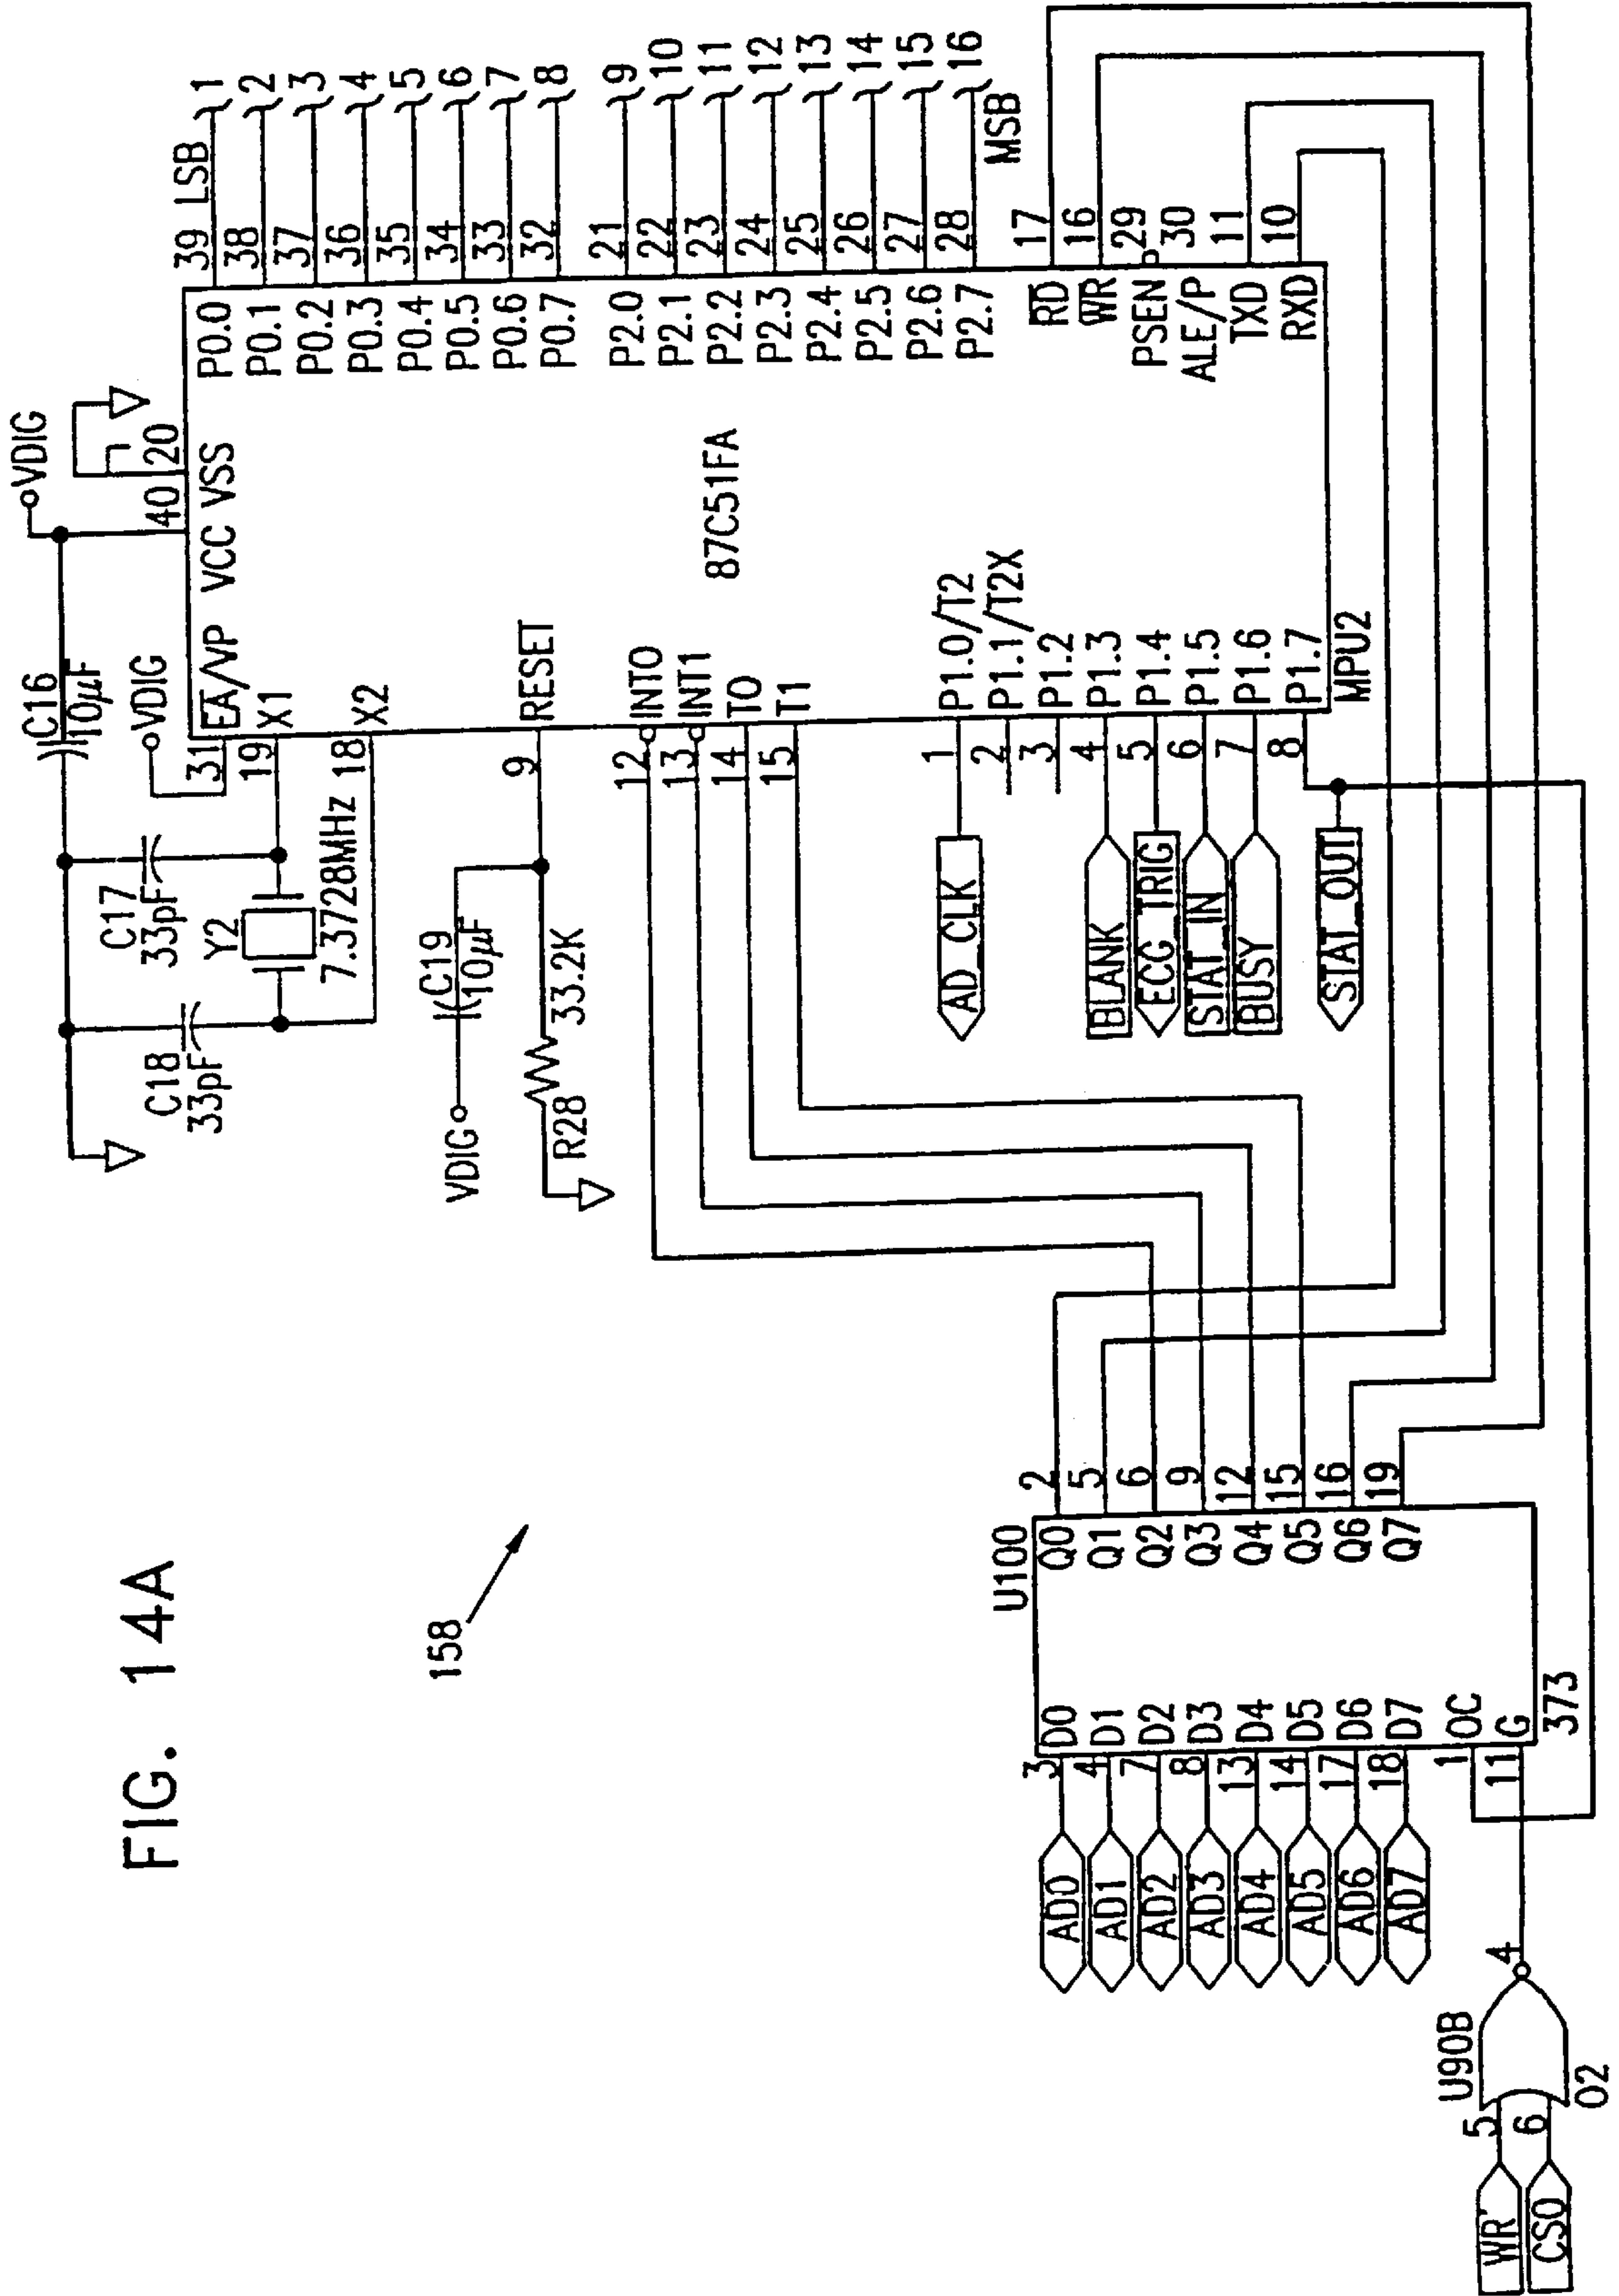 FIG. 14A
158
VDIG
C16
10µF
VDIG
C17
33pF
C18
33pF
Y2
7.3728MHz
VDIG
C19
10µF
R28
33.2K
40
20
VCC
VSS
31
EA/VP
19
X1
18
X2
9
RESET
12
INT0
13
INT1
14
T0
15
T1
87C51FA
AD_CLK
1
P1.0/T2
2
P1.1/T2X
3
P1.2
BLANK
4
P1.3
ECG_TRIG
5
P1.4
STAT_IN
6
P1.5
BUSY
7
P1.6
STAT_OUT
8
P1.7
MPU2
P0.0
39
LSB
1
P0.1
38
2
P0.2
37
3
P0.3
36
4
P0.4
35
5
P0.5
34
6
P0.6
33
7
P0.7
32
8
P2.0
21
9
P2.1
22
10
P2.2
23
11
P2.3
24
12
P2.4
25
13
P2.5
26
14
P2.6
27
15
P2.7
28
16
MSB
RD
17
WR
16
PSEN
29
ALE/P
30
TXD
11
RXD
10
U100
AD0
3
D0
Q0
2
AD1
4
D1
Q1
5
AD2
7
D2
Q2
6
AD3
8
D3
Q3
9
AD4
13
D4
Q4
12
AD5
14
D5
Q5
15
AD6
17
D6
Q6
16
AD7
18
D7
Q7
19
1
OC
11
G
373
U90B
WR
5
CS0
6
4
02